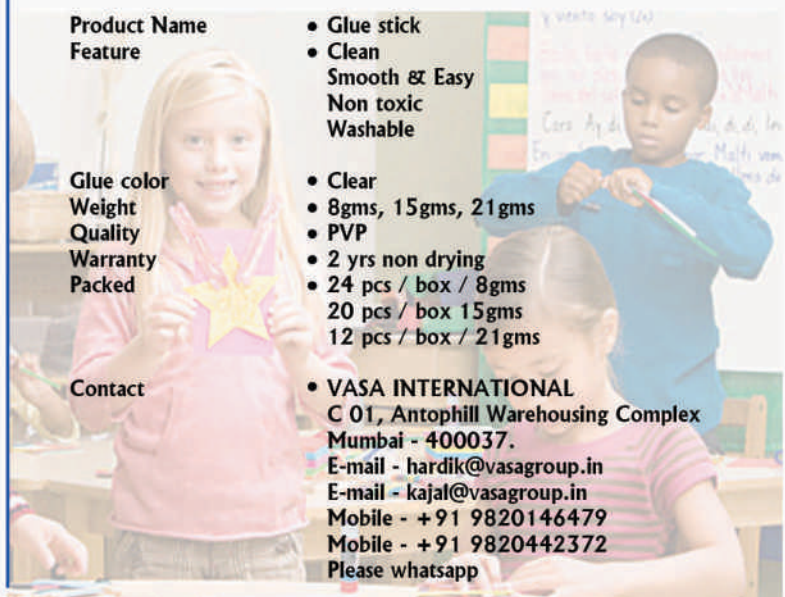 y viento soy (2x)
Product Name • Glue stick
Feature • Clean
Smooth & Easy
Non toxic
Washable
Glue color • Clear
Weight • 8gms, 15gms, 21gms
Quality • PVP
Warranty • 2 yrs non drying
Packed • 24 pcs / box / 8gms
20 pcs / box 15gms
12 pcs / box / 21gms
Contact • VASA INTERNATIONAL
C 01, Antophill Warehousing Complex
Mumbai - 400037.
E-mail - hardik@vasagroup.in
E-mail - kajal@vasagroup.in
Mobile - +91 9820146479
Mobile - +91 9820442372
Please whatsapp